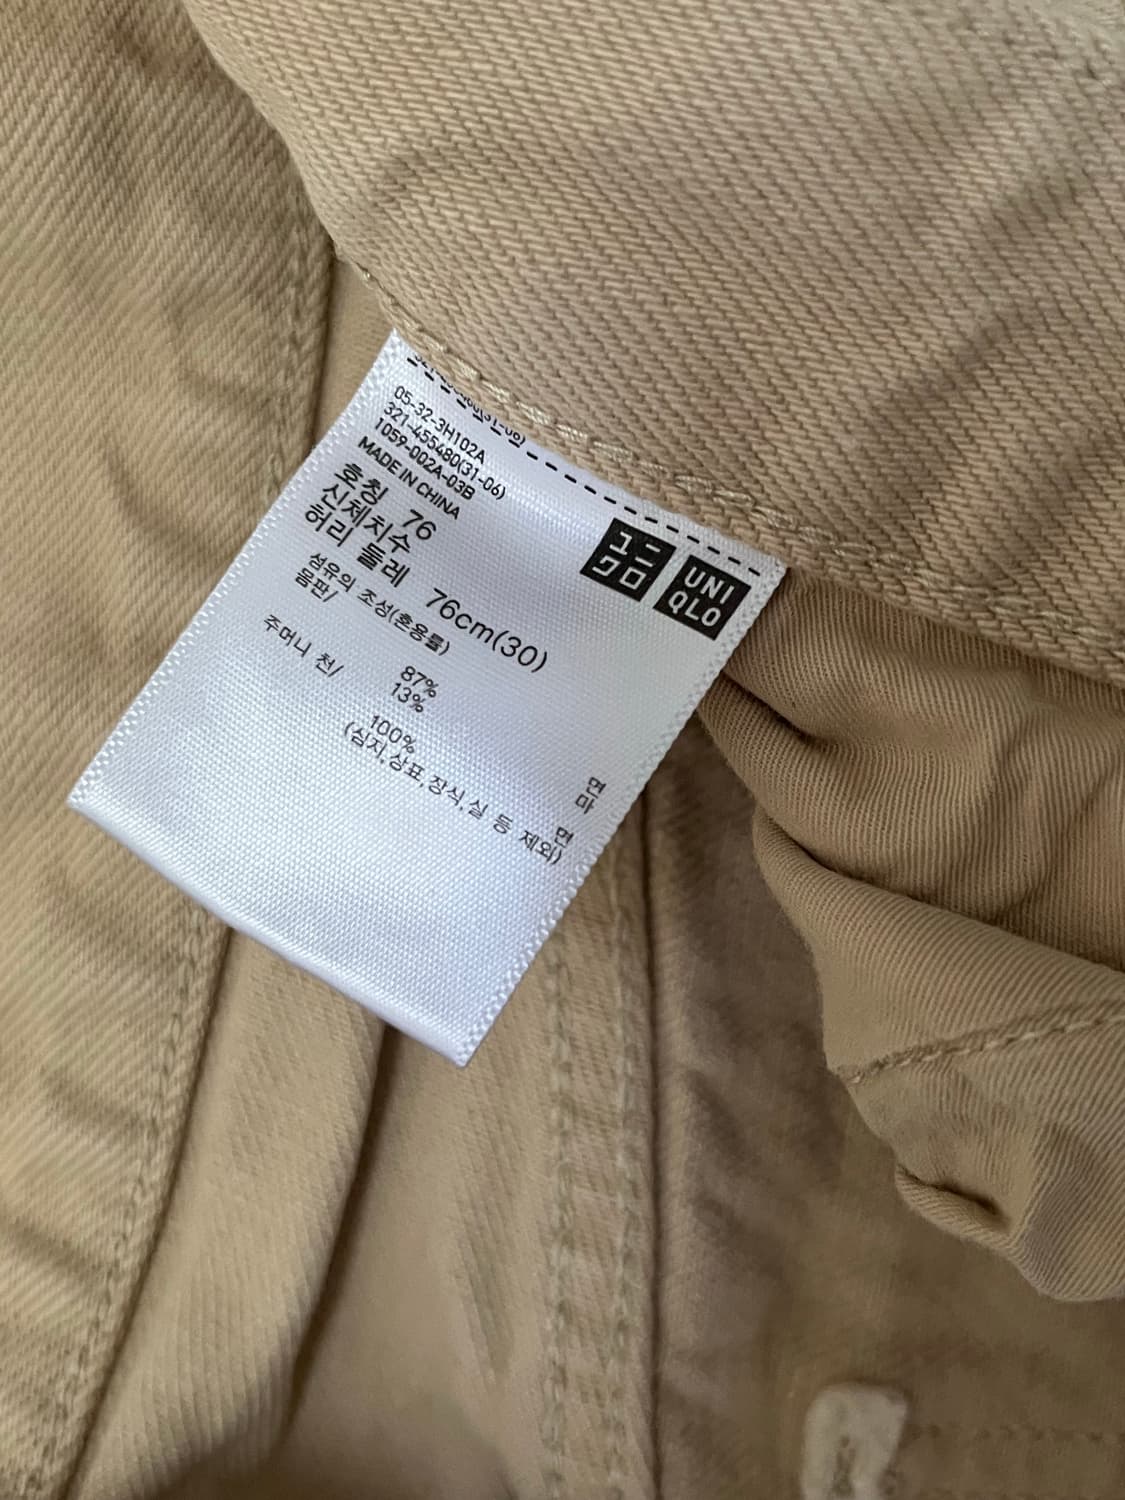 05-32-3H102A
321-455480(31-06)
1059-002A-03B
MADE IN CHINA
호칭 76
신체치수
허리 둘레 76cm(30)
섬유의 조성(혼용률)
몸판/
87% 면
13% 마
주머니 천/
100% 면
(심지,상표,장식,실 등 제외)
ユニ
クロ
UNI
QLO